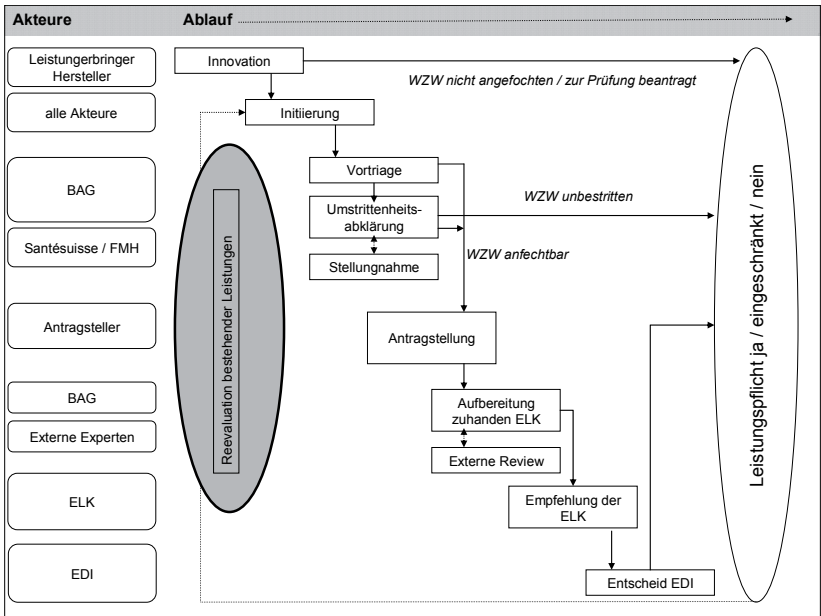 Akteure
Ablauf
Leistungerbringer
Hersteller
Innovation
WZW nicht angefochten / zur Prüfung beantragt
alle Akteure
Initiierung
BAG
Vortriage
Umstrittenheits-
abklärung
WZW unbestritten
Santésuisse / FMH
Stellungnahme
WZW anfechtbar
Antragsteller
Antragstellung
BAG
Aufbereitung
zuhanden ELK
Externe Experten
Externe Review
ELK
Empfehlung der
ELK
EDI
Entscheid EDI
Reevaluation bestehender Leistungen
Leistungspflicht ja / eingeschränkt / nein